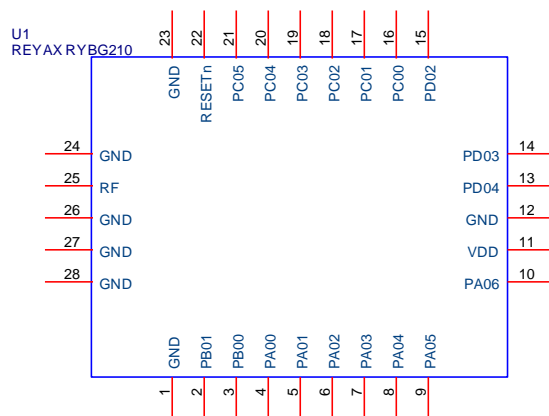 U1
REYAX RYBG210
23 22 21 20 19 18 17 16 15
GND RESETn PC05 PC04 PC03 PC02 PC01 PC00 PD02
24 GND
25 RF
26 GND
27 GND
28 GND
PD03 14
PD04 13
GND 12
VDD 11
PA06 10
GND PB01 PB00 PA00 PA01 PA02 PA03 PA04 PA05
1 2 3 4 5 6 7 8 9